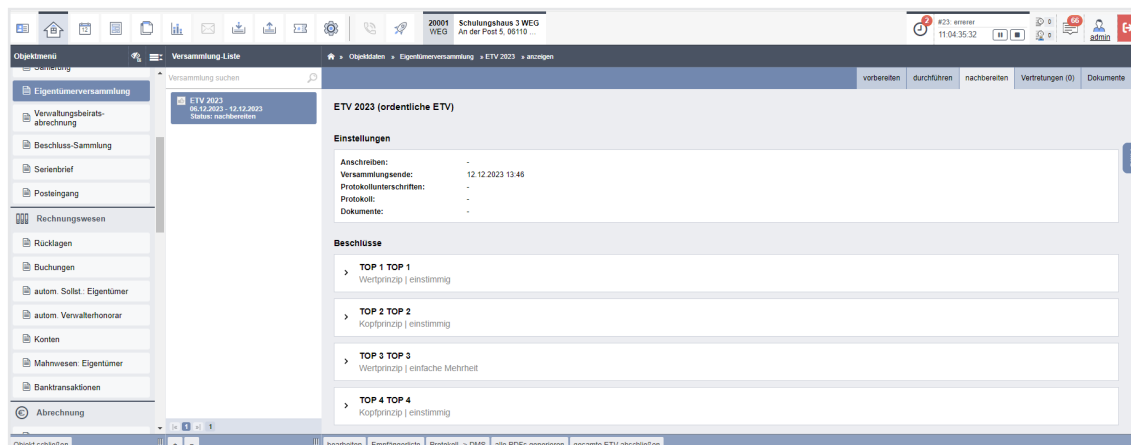 20001
WEG
Schulungshaus 3 WEG
An der Post 5, 06110 ...
2
#23: errerer
11:04:35:32
0
0
66
admin
Objektmenü
Versammlung-Liste
» Objektdaten » Eigentümerversammlung » ETV 2023 » anzeigen
Sanierung
Eigentümerversammlung
Verwaltungsbeirats-
abrechnung
Beschluss-Sammlung
Serienbrief
Posteingang
Rechnungswesen
Rücklagen
Buchungen
autom. Sollst.: Eigentümer
autom. Verwalterhonorar
Konten
Mahnwesen: Eigentümer
Banktransaktionen
Abrechnung
Objekt schließen
Versammlung suchen
ETV 2023
06.12.2023 - 12.12.2023
Status: nachbereiten
1
1
vorbereiten durchführen nachbereiten Vertretungen (0) Dokumente
ETV 2023 (ordentliche ETV)
Einstellungen
Anschreiben: -
Versammlungsende: 12.12.2023 13:46
Protokollunterschriften: -
Protokoll: -
Dokumente: -
Beschlüsse
TOP 1 TOP 1
Wertprinzip | einstimmig
TOP 2 TOP 2
Kopfprinzip | einstimmig
TOP 3 TOP 3
Wertprinzip | einfache Mehrheit
TOP 4 TOP 4
Kopfprinzip | einstimmig
bearbeiten Empfängerliste Protokoll -> DMS alle PDFs generieren gesamte ETV abschließen